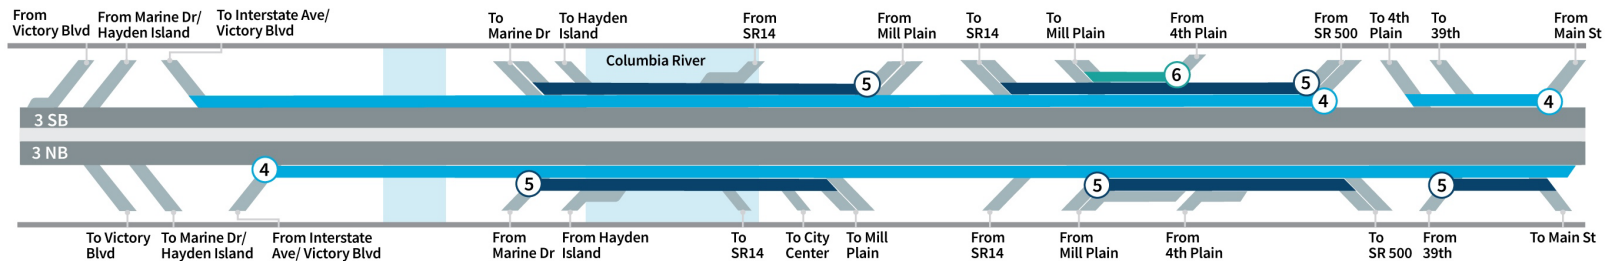 From
Victory Blvd
From Marine Dr/
Hayden Island
To Interstate Ave/
Victory Blvd
To
Marine Dr
To Hayden
Island
From
SR14
From
Mill Plain
To
SR14
To
Mill Plain
From
4th Plain
From
SR 500
To 4th
Plain
To
39th
From
Main St
Columbia River
6
5
5
4
4
3 SB
3 NB
4
5
5
5
To Victory
Blvd
To Marine Dr/
Hayden Island
From Interstate
Ave/ Victory Blvd
From
Marine Dr
From Hayden
Island
To
SR14
To City
Center
To Mill
Plain
From
SR14
From
Mill Plain
From
4th Plain
To
SR 500
From
39th
To Main St